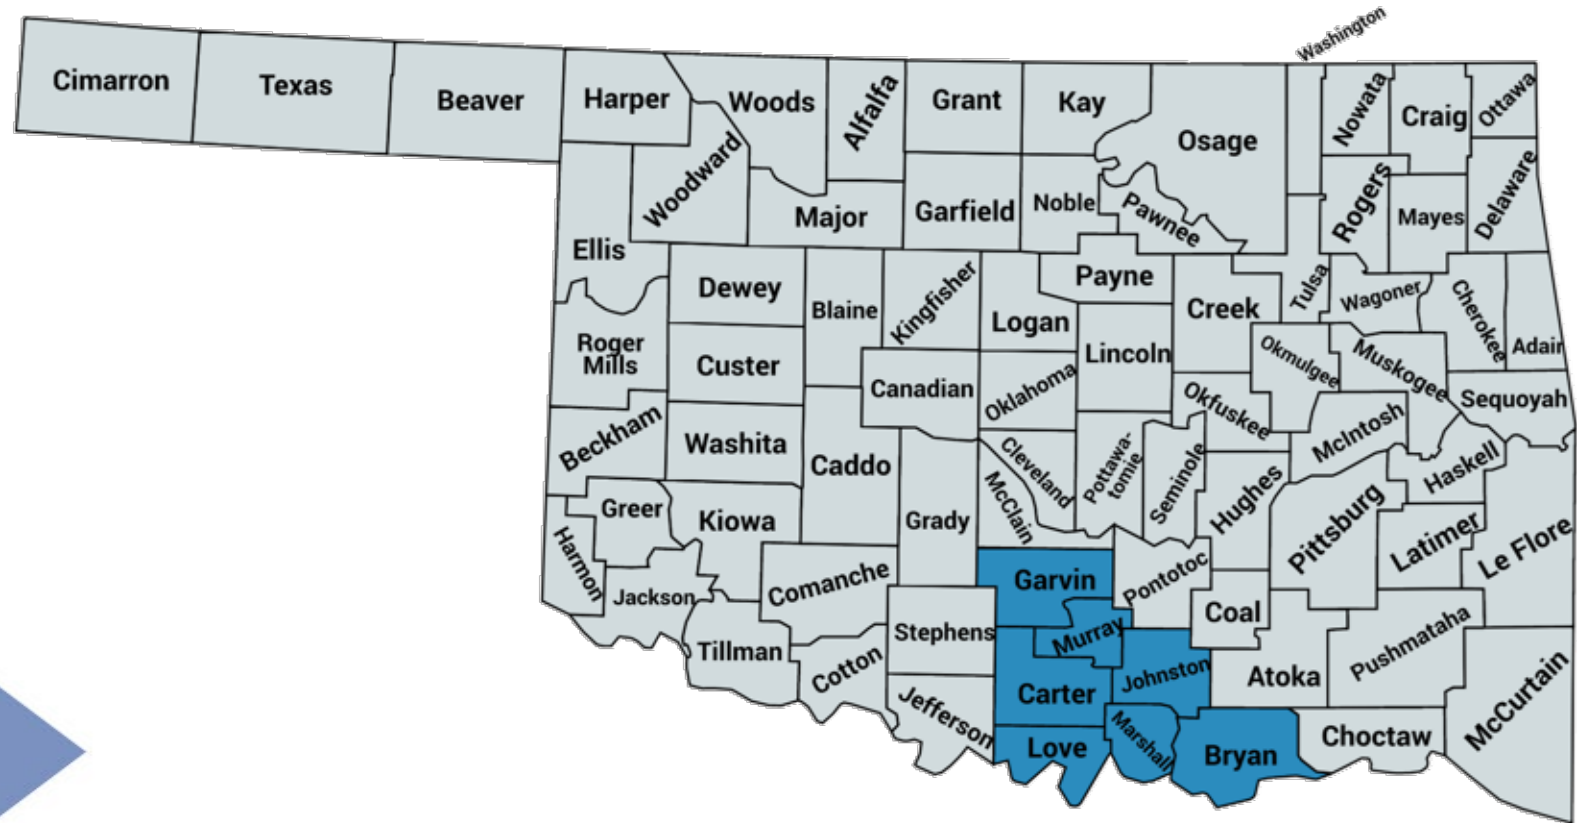 Washington
Cimarron
Texas
Beaver
Harper
Woods
Alfalfa
Grant
Kay
Osage
Nowata
Craig
Ottawa
Woodward
Major
Garfield
Noble
Pawnee
Rogers
Mayes
Delaware
Ellis
Dewey
Blaine
Kingfisher
Logan
Payne
Creek
Tulsa
Wagoner
Cherokee
Adair
Roger
Mills
Custer
Canadian
Oklahoma
Lincoln
Okmulgee
Muskogee
Sequoyah
Beckham
Washita
Caddo
Cleveland
Pottawa-
tomie
Seminole
Okfuskee
McIntosh
Haskell
Greer
Kiowa
Grady
McClain
Hughes
Pittsburg
Latimer
Le Flore
Harmon
Jackson
Comanche
Garvin
Pontotoc
Coal
Tillman
Cotton
Stephens
Murray
Johnston
Atoka
Pushmataha
McCurtain
Jefferson
Carter
Love
Marshall
Bryan
Choctaw